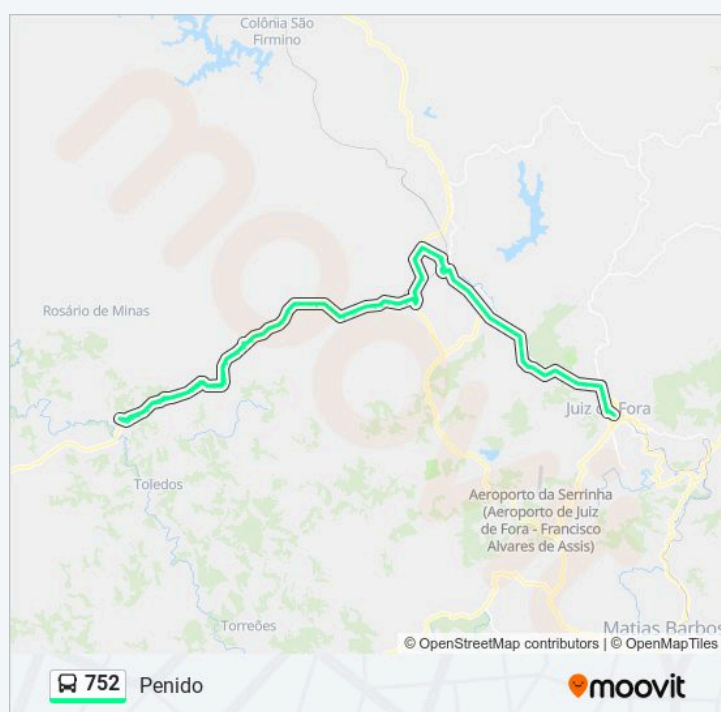 Colônia São
Firmino
moovit
Rosário de Minas
Juiz de Fora
Toledos
Aeroporto da Serrinha
(Aeroporto de Juiz
de Fora - Francisco
Alvares de Assis)
Torreões
Matias Barbos
© OpenStreetMap contributors | © OpenMapTiles
752 Penido
moovit